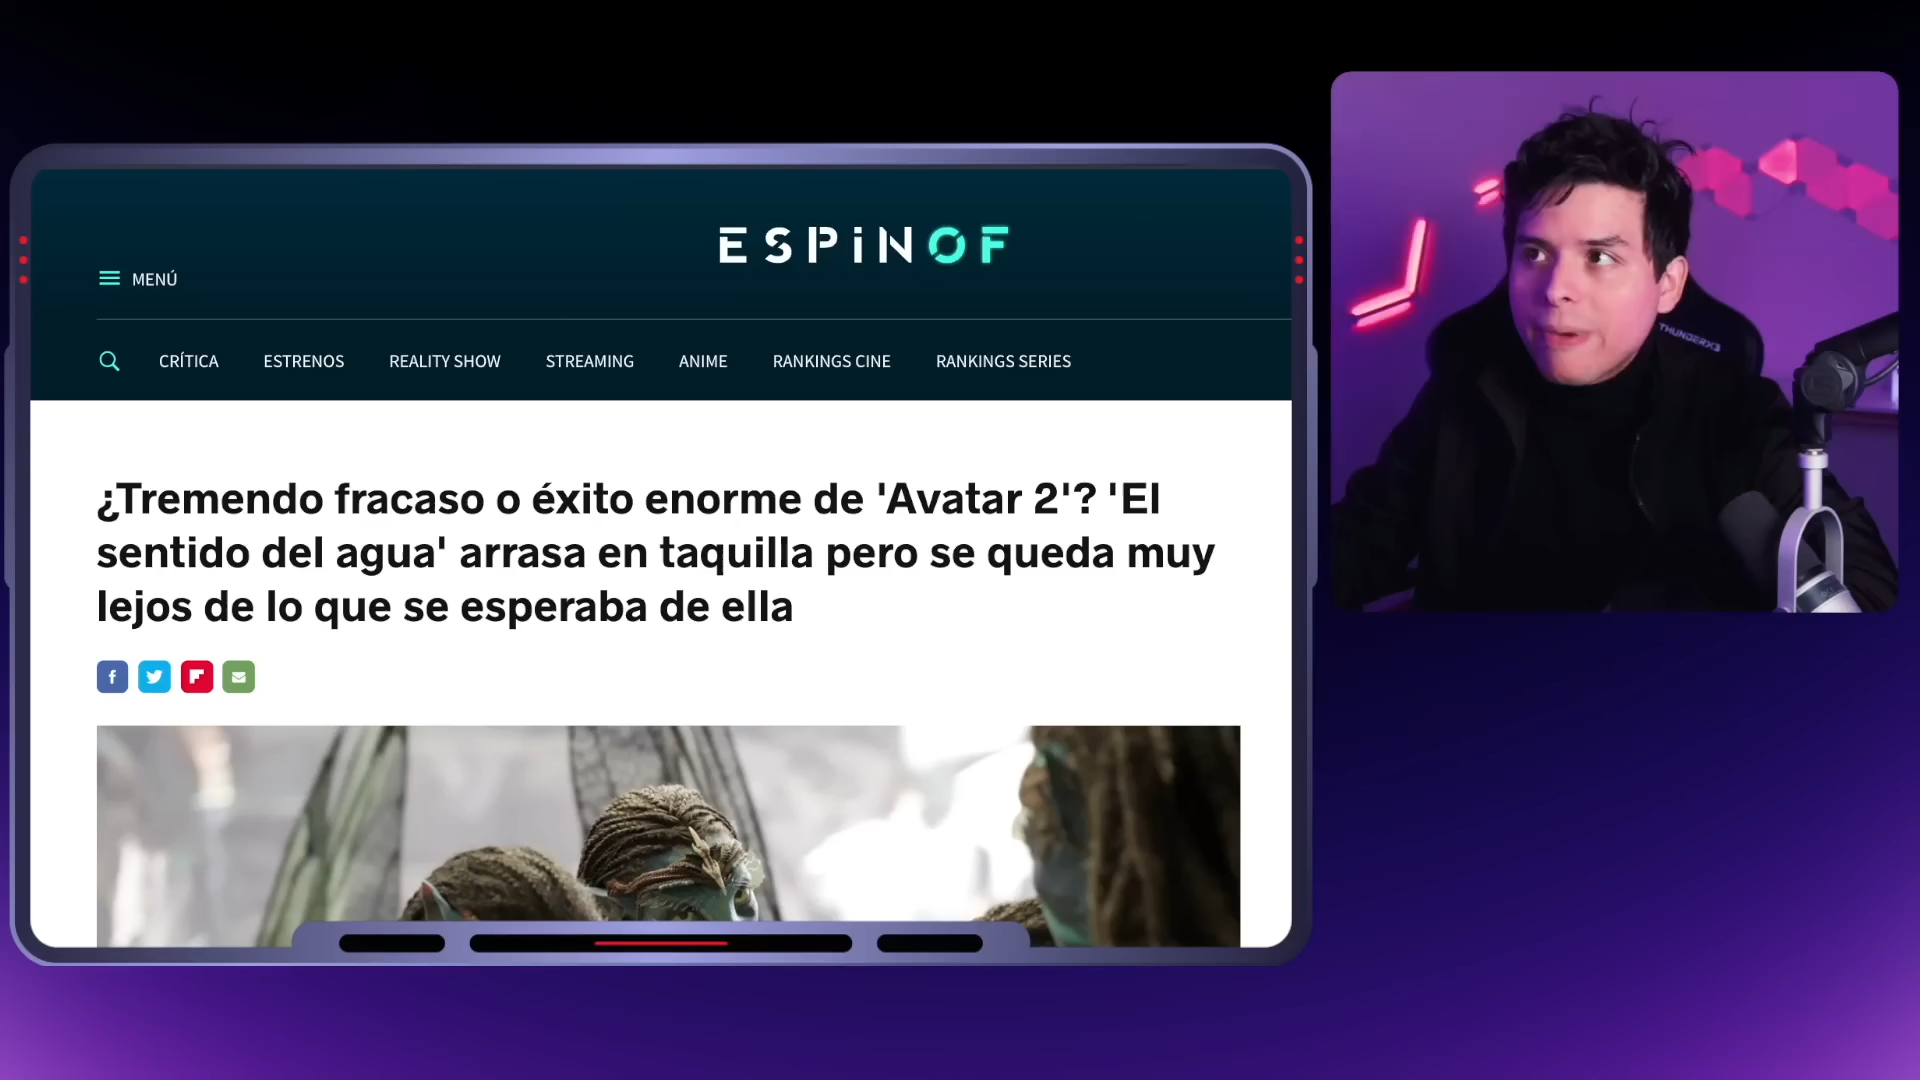 ESPINOF
MENÚ
CRÍTICA ESTRENOS REALITY SHOW STREAMING ANIME RANKINGS CINE RANKINGS SERIES
¿Tremendo fracaso o éxito enorme de 'Avatar 2'? 'El
sentido del agua' arrasa en taquilla pero se queda muy
lejos de lo que se esperaba de ella
THUNDERX3